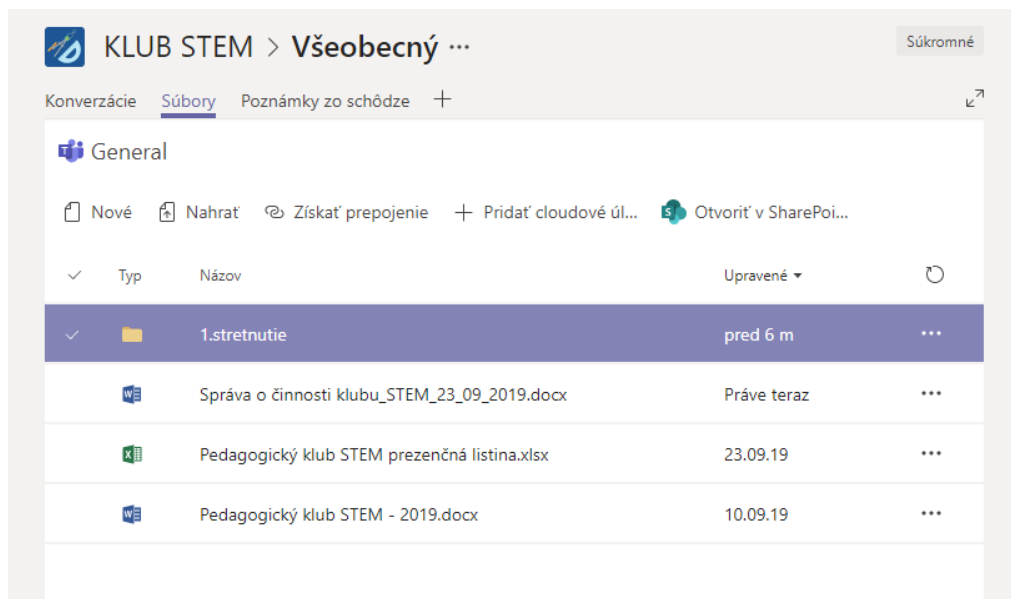 KLUB STEM > Všeobecný ···
Súkromné
Konverzácie Súbory Poznámky zo schôdze +
General
Nové Nahrať Získať prepojenie + Pridať cloudové úl... Otvoriť v SharePoi...
Typ Názov Upravené
1.stretnutie pred 6 m
Správa o činnosti klubu_STEM_23_09_2019.docx Práve teraz
Pedagogický klub STEM prezenčná listina.xlsx 23.09.19
Pedagogický klub STEM - 2019.docx 10.09.19